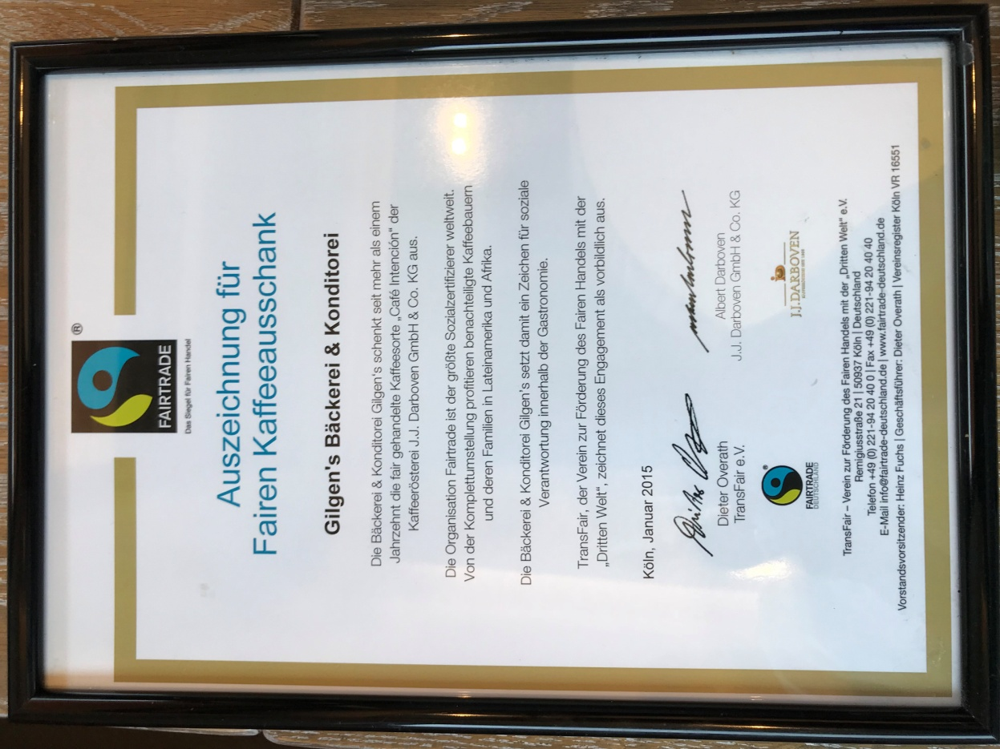 FAIRTRADE
®
Das Siegel für Fairen Handel
Auszeichnung für
Fairen Kaffeeausschank
Gilgen's Bäckerei & Konditorei
Die Bäckerei & Konditorei Gilgen's schenkt seit mehr als einem
Jahrzehnt die fair gehandelte Kaffeesorte „Café Intención" der
Kaffeerösterei J.J. Darboven GmbH & Co. KG aus.
Die Organisation Fairtrade ist der größte Sozialzertifizierer weltweit.
Von der Komplettumstellung profitieren benachteiligte Kaffeebauern
und deren Familien in Lateinamerika und Afrika.
Die Bäckerei & Konditorei Gilgen's setzt damit ein Zeichen für soziale
Verantwortung innerhalb der Gastronomie.
TransFair, der Verein zur Förderung des Fairen Handels mit der
„Dritten Welt", zeichnet dieses Engagement als vorbildlich aus.
Köln, Januar 2015
Dieter Overath
TransFair e.V.
Albert Darboven
J.J. Darboven GmbH & Co. KG
®
FAIRTRADE
DEUTSCHLAND
J.J.DARBOVEN
TransFair – Verein zur Förderung des Fairen Handels mit der „Dritten Welt" e.V.
Remigiusstraße 21 | 50937 Köln | Deutschland
Telefon +49 (0) 221-94 20 40 0 | Fax +49 (0) 221-94 20 40 40
E-Mail info@fairtrade-deutschland.de | www.fairtrade-deutschland.de
Vorstandsvorsitzender: Heinz Fuchs | Geschäftsführer: Dieter Overath | Vereinsregister Köln VR 16551